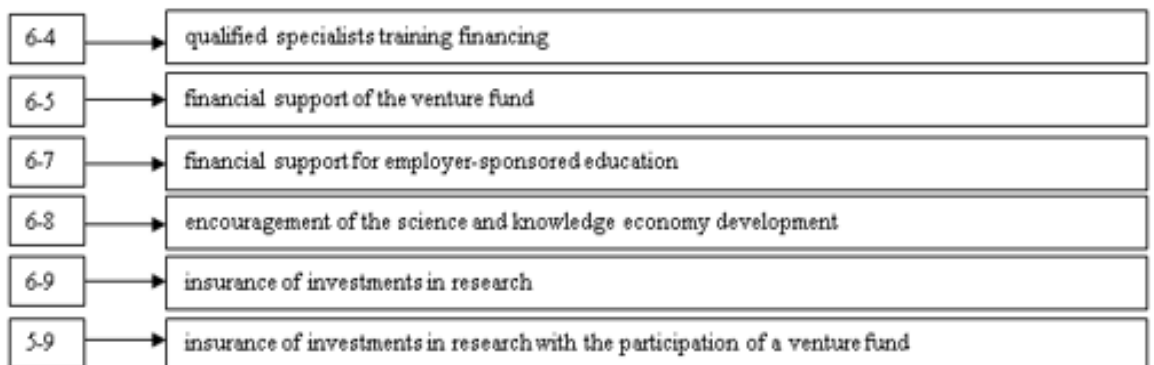 6-4 qualified specialists training financing
6-5 financial support of the venture fund
6-7 financial support for employer-sponsored education
6-8 encouragement of the science and knowledge economy development
6-9 insurance of investments in research
5-9 insurance of investments in research with the participation of a venture fund